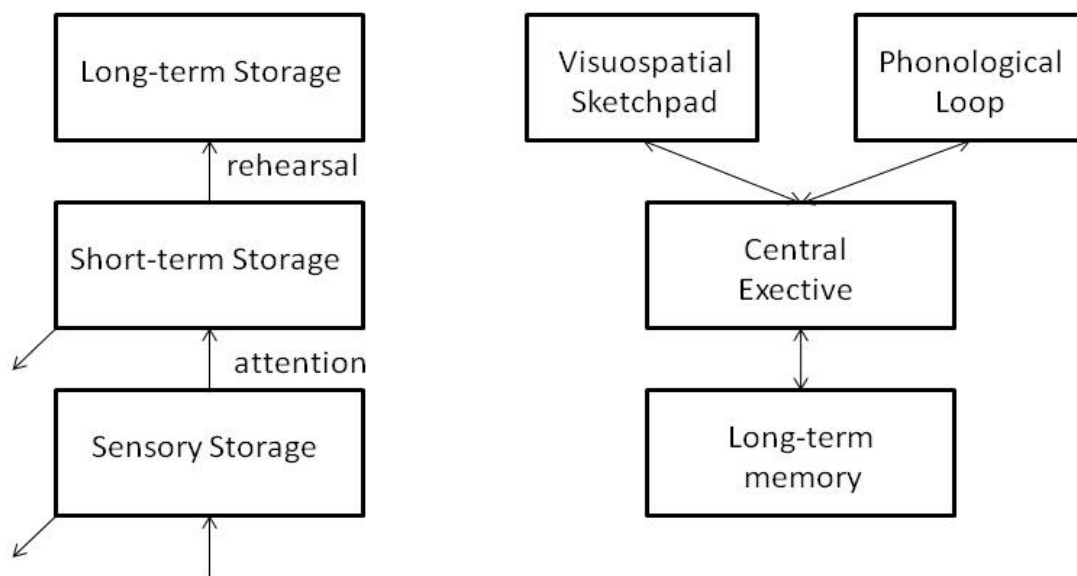 Long-term Storage
rehearsal
Short-term Storage
attention
Sensory Storage
Visuospatial
Sketchpad
Phonological
Loop
Central
Exective
Long-term
memory